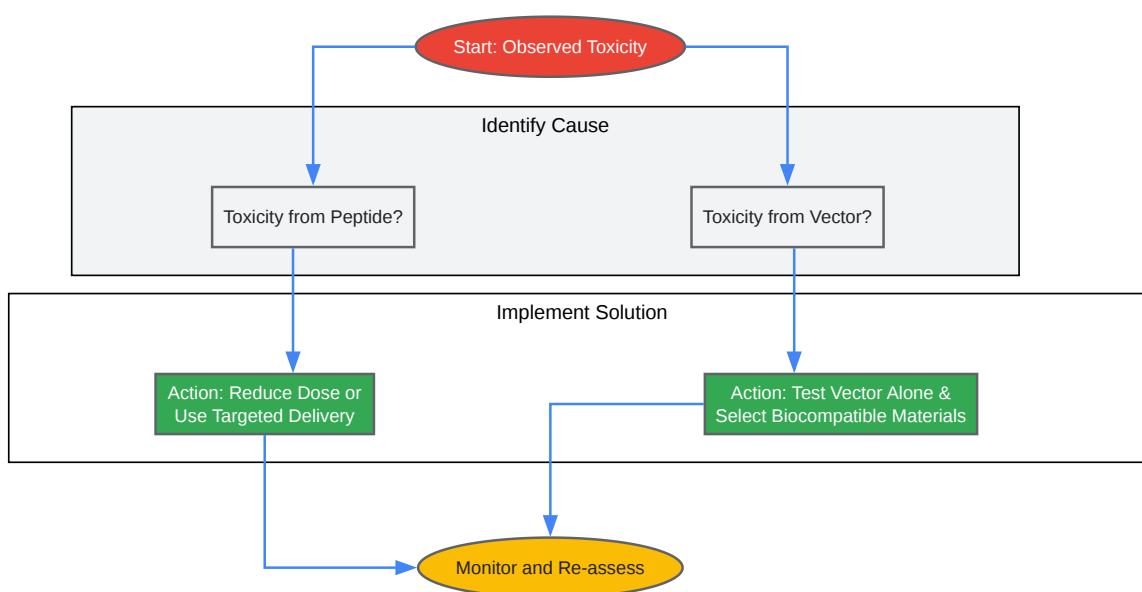 Start: Observed Toxicity
Identify Cause
Toxicity from Peptide?
Toxicity from Vector?
Implement Solution
Action: Reduce Dose or
Use Targeted Delivery
Action: Test Vector Alone &
Select Biocompatible Materials
Monitor and Re-assess